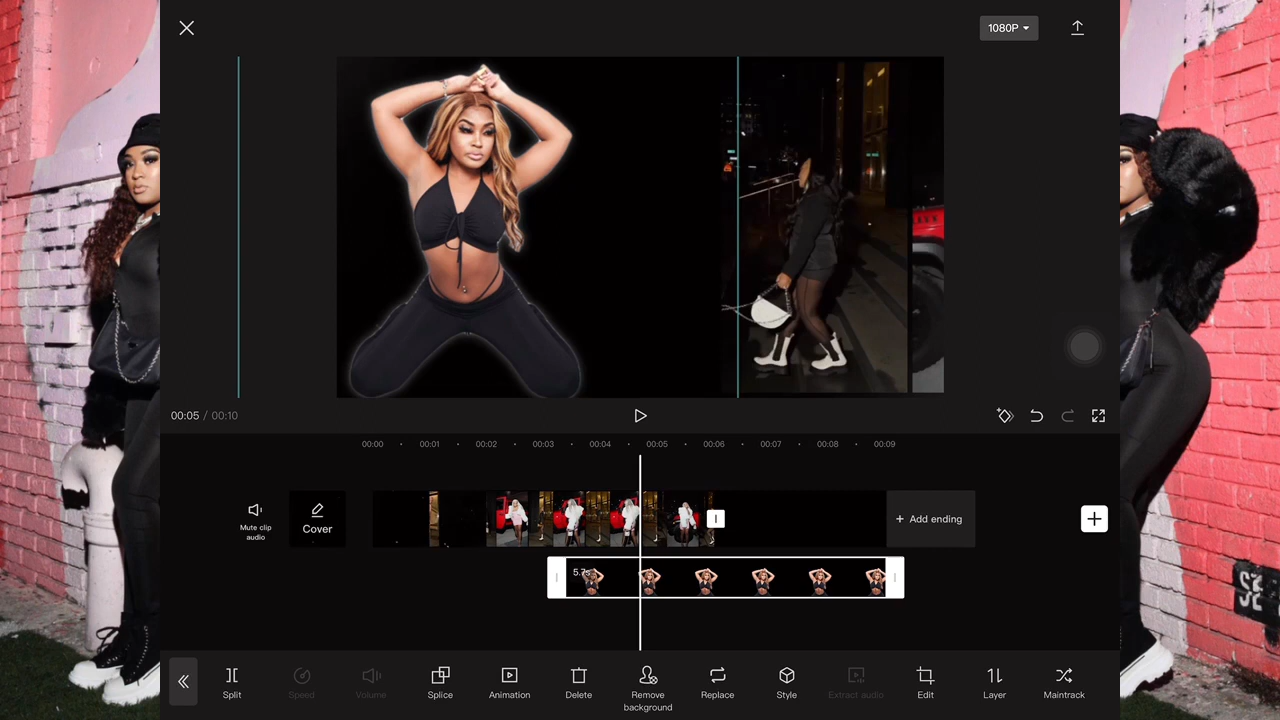 1080P
00:05 / 00:10
00:00 00:01 00:02 00:03 00:04 00:05 00:06 00:07 00:08 00:09
Mute clip
audio
Cover
+ Add ending
5.7s
Split
Speed
Volume
Splice
Animation
Delete
Remove
background
Replace
Style
Extract audio
Edit
Layer
Maintrack